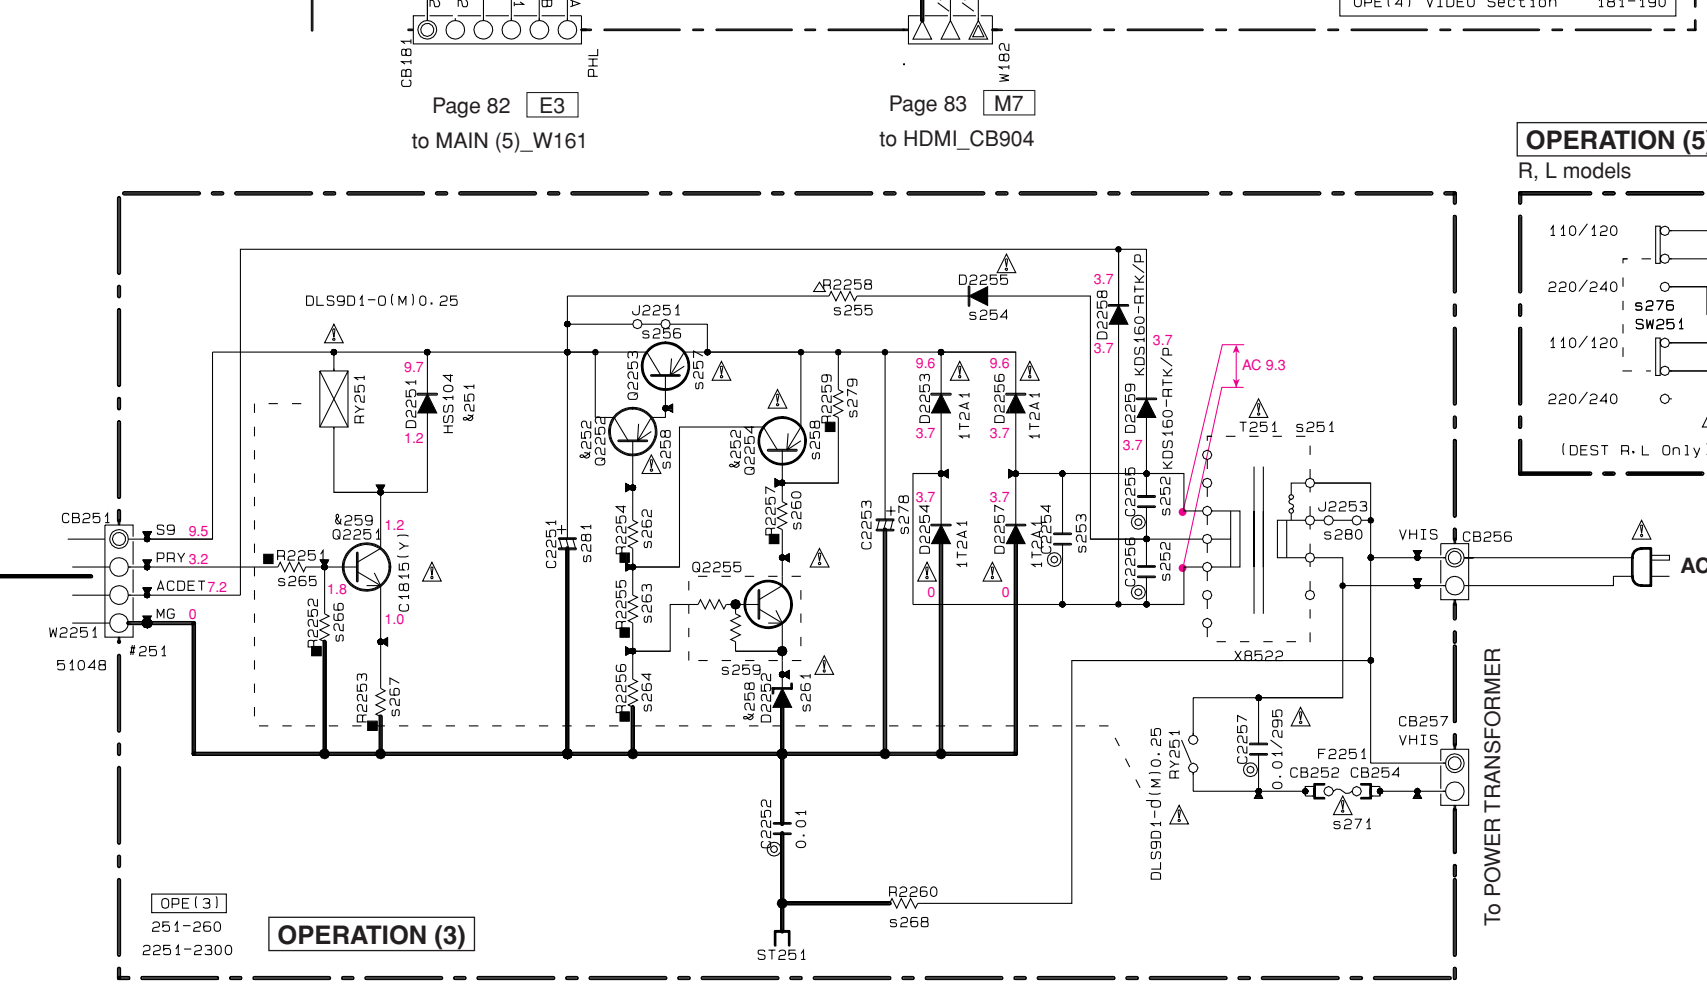 OPE(4) VIDEO Section 181-190
CB181
PHL
W182
Page 82 E3
to MAIN (5)_W161
Page 83 M7
to HDMI_CB904
OPERATION (5)
R, L models
110/120
220/240
s276
SW251
110/120
220/240
(DEST R.L Only)
DLS9D1-O(M)0.25
RY251
9.7
D2251
HSS104
&251
1.2
J2251
s256
Q2253
s257
&252
Q2252
s258
R2258
s255
D2255
s254
&252
Q2254
s258
R2259
s279
9.6
D2253
1T2A1
3.7
9.6
D2256
1T2A1
3.7
3.7
D2258
KDS160-RTK/P
3.7
3.7
D2259
KDS160-RTK/P
3.7
AC 9.3
T251 s251
CB251
S9 9.5
PRY 3.2
ACDET 7.2
MG 0
W2251
51048
#251
R2251
s265
&259
Q2251
1.2
C1815(Y)
1.8
1.0
R2252
s266
R2253
s267
C2251
s281
R2254
s262
R2255
s263
R2256
s264
R2257
s260
Q2255
s259
&258
D2252
s261
C2253
s278
3.7
D2254
1T2A1
0
3.7
D2257
1T2A1
0
C2254
s253
C2255
s252
C2256
s252
J2253
s280
X8522
VHIS
CB256
AC
CB257
VHIS
To POWER TRANSFORMER
DLS9D1-d(M)0.25
RY251
C2257
0.01/295
F2251
CB252 CB254
s271
C2252
0.01
R2260
s268
ST251
OPE(3)
251-260
2251-2300
OPERATION (3)